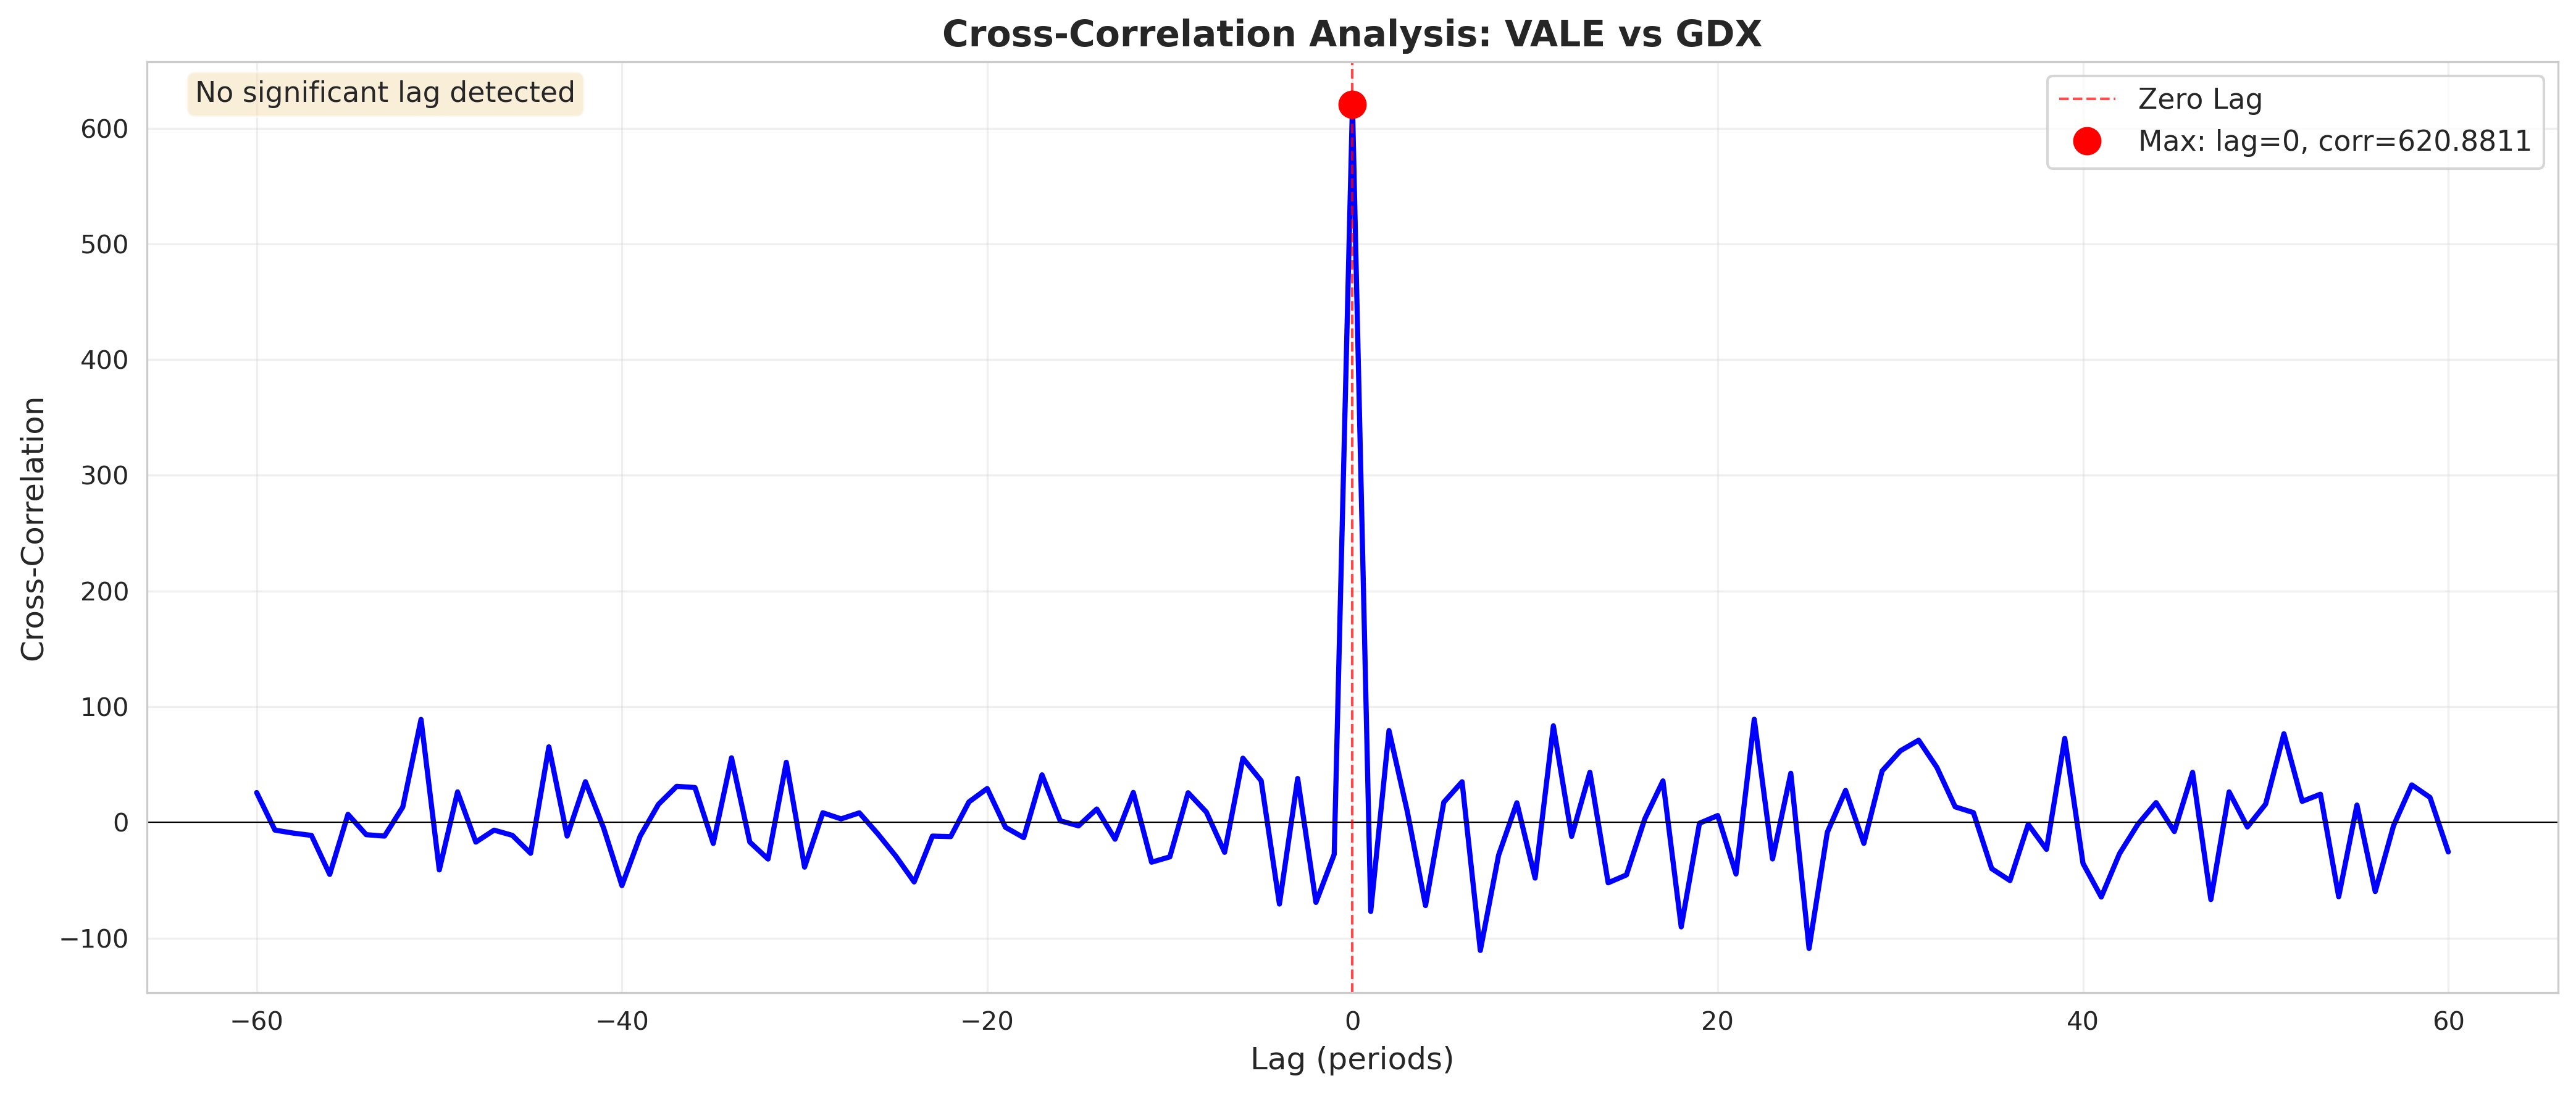 Cross-Correlation Analysis: VALE vs GDX
No significant lag detected
Zero Lag
Max: lag=0, corr=620.8811
Cross-Correlation
600
500
400
300
200
100
0
−100
−60
−40
−20
0
20
40
60
Lag (periods)